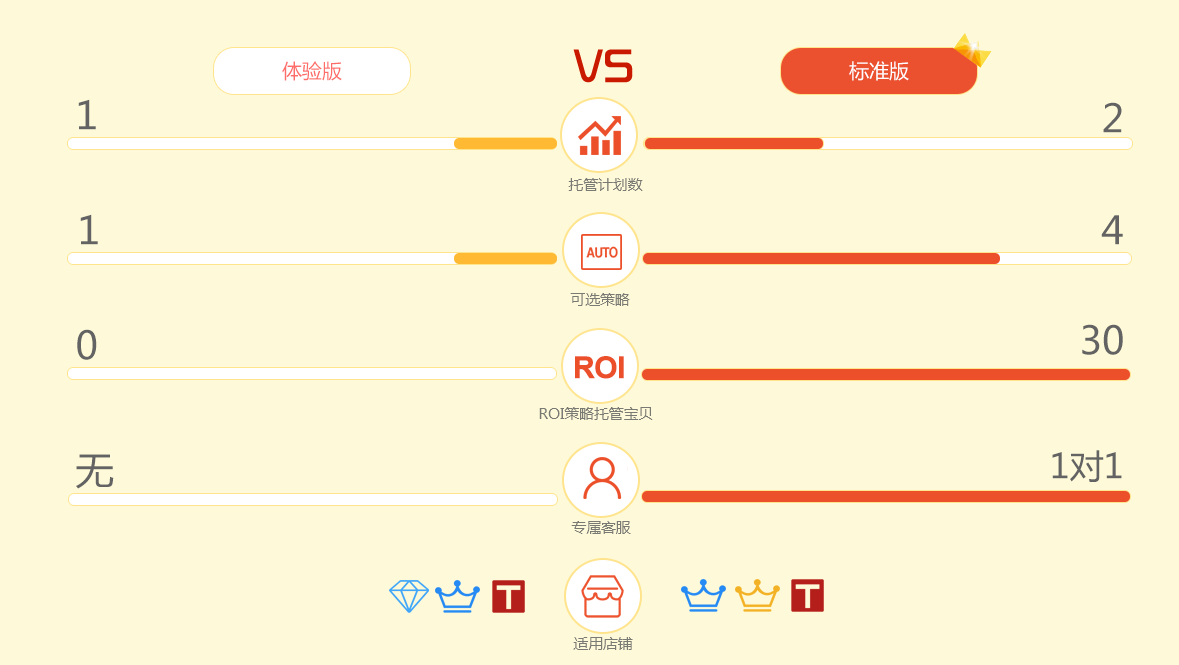 体验版 VS 标准版
1 2
托管计划数
1 AUTO 4
可选策略
0 ROI 30
ROI策略托管宝贝
无 1对1
专属客服
T T
适用店铺